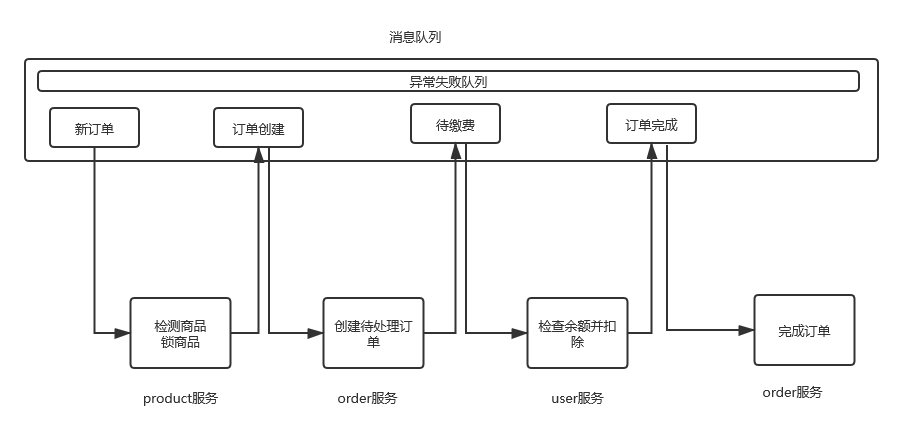 消息队列
异常失败队列
新订单
订单创建
待缴费
订单完成
检测商品
锁商品
创建待处理订
单
检查余额并扣
除
完成订单
product服务
order服务
user服务
order服务